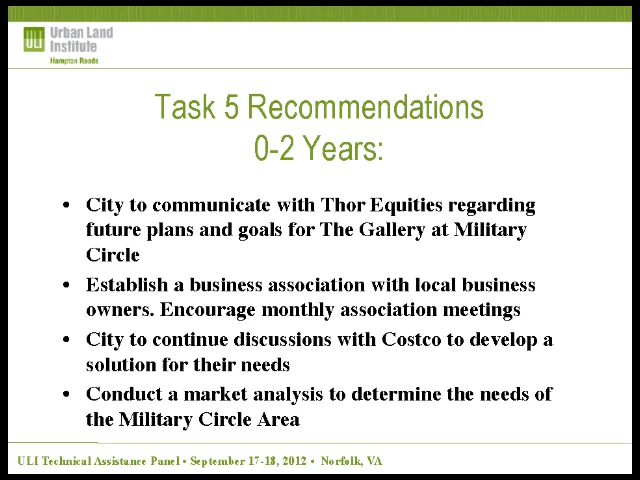 ULI Urban Land
Institute
Hampton Roads
Task 5 Recommendations
0-2 Years:
• City to communicate with Thor Equities regarding
future plans and goals for The Gallery at Military
Circle
• Establish a business association with local business
owners. Encourage monthly association meetings
• City to continue discussions with Costco to develop a
solution for their needs
• Conduct a market analysis to determine the needs of
the Military Circle Area
ULI Technical Assistance Panel • September 17-18, 2012 • Norfolk, VA